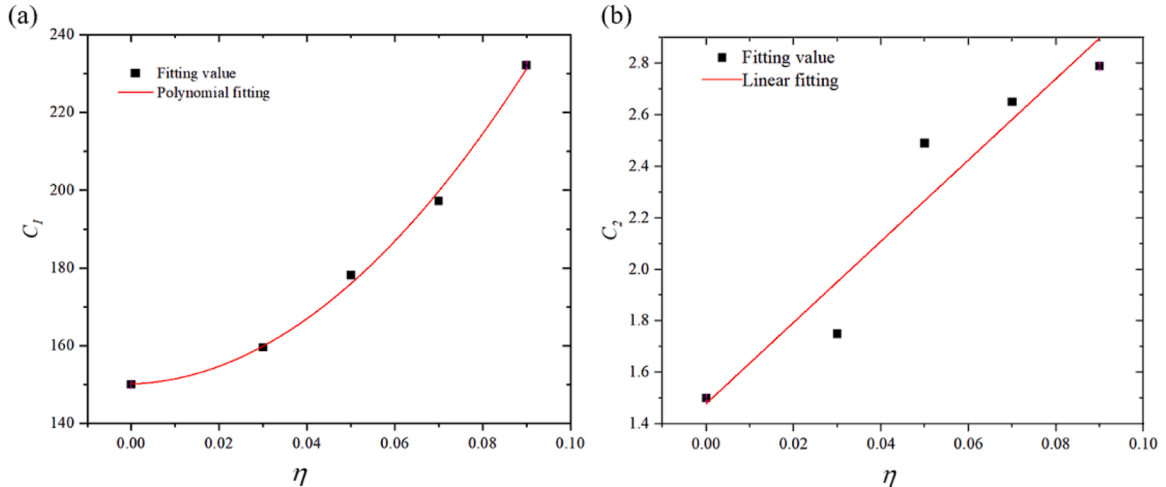 (a)
240
220
200
180
160
140
C1
Fitting value
Polynomial fitting
0.00 0.02 0.04 0.06 0.08 0.10
η
(b)
2.8
2.6
2.4
2.2
2.0
1.8
1.6
1.4
C2
Fitting value
Linear fitting
0.00 0.02 0.04 0.06 0.08 0.10
η